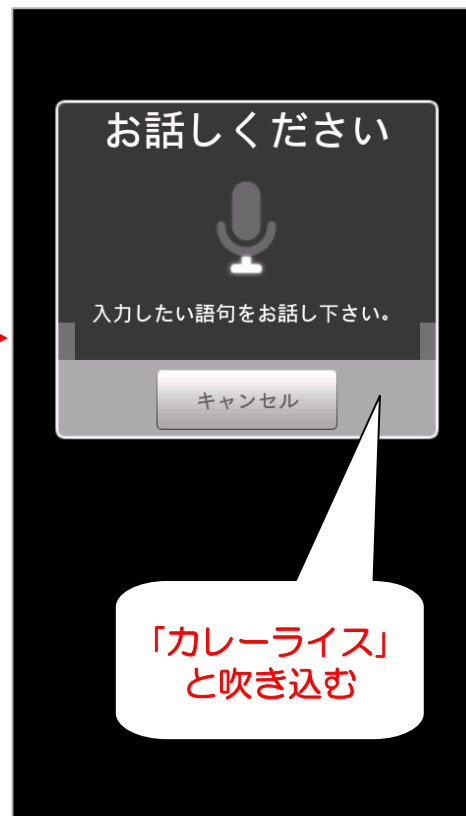 お話しください
入力したい語句をお話し下さい。
キャンセル
「カレーライス」
と吹き込む